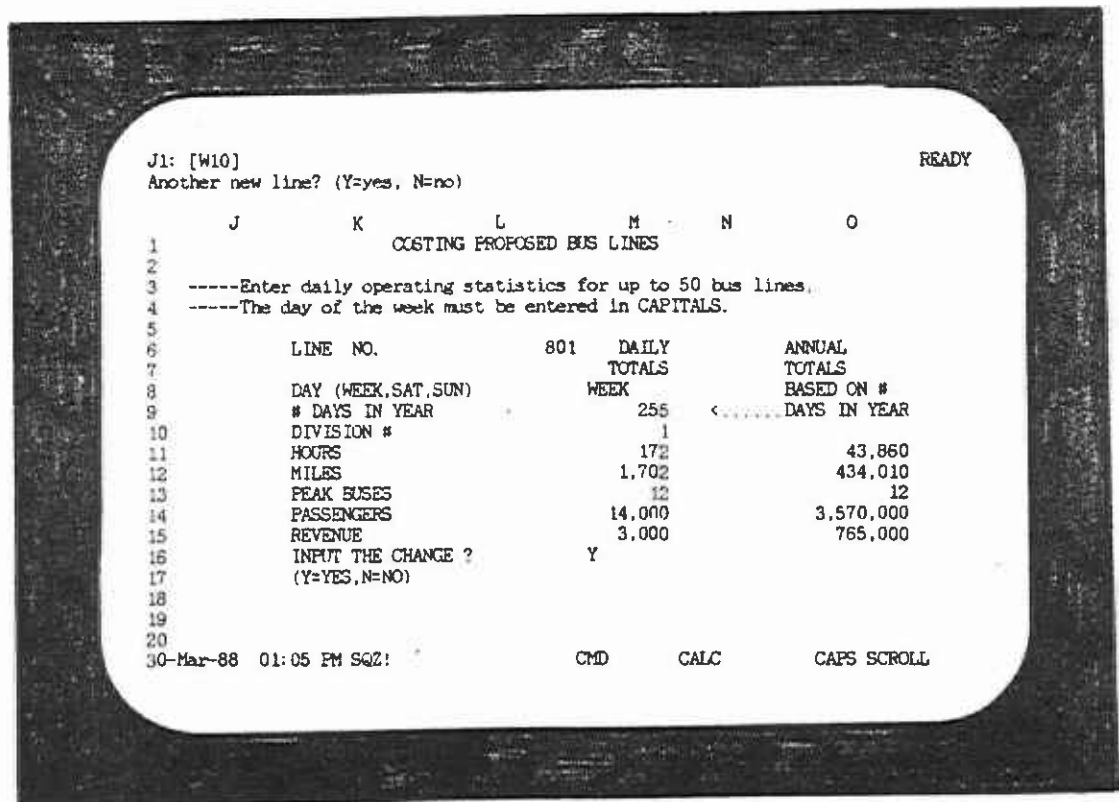 J1: [W10] READY
Another new line? (Y=yes, N=no)
J K L M N O
1 COSTING PROPOSED BUS LINES
2
3 -----Enter daily operating statistics for up to 50 bus lines.
4 -----The day of the week must be entered in CAPITALS.
5
6 LINE NO. 801 DAILY ANNUAL
7 TOTALS TOTALS
8 DAY (WEEK,SAT,SUN) WEEK BASED ON #
9 # DAYS IN YEAR 255 <.......DAYS IN YEAR
10 DIVISION # 1
11 HOURS 172 43,860
12 MILES 1,702 434,010
13 PEAK BUSES 12 12
14 PASSENGERS 14,000 3,570,000
15 REVENUE 3,000 765,000
16 INPUT THE CHANGE ? Y
17 (Y=YES,N=NO)
18
19
20
30-Mar-88 01:05 PM SQZ! CMD CALC CAPS SCROLL